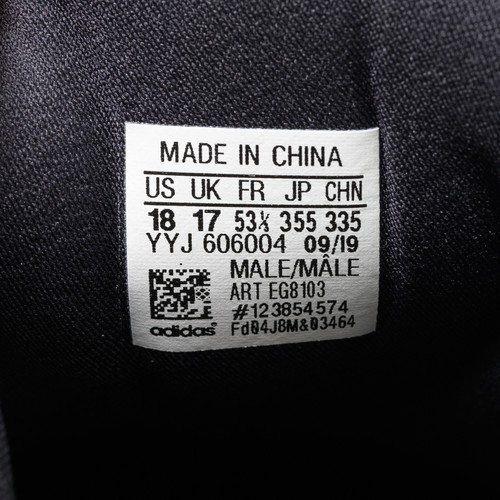 MADE IN CHINA
US UK FR JP CHN
18 17 53⅓ 355 335
YYJ 606004 09/19
MALE/MÂLE
ART EG8103
#123854574
Fd04J8M&03464
adidas